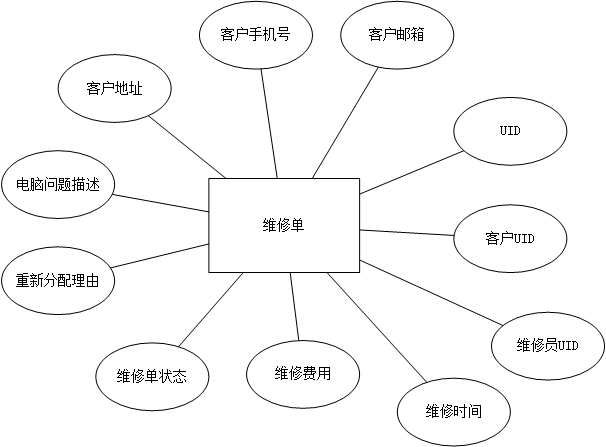 客户手机号
客户邮箱
客户地址
UID
电脑问题描述
维修单
客户UID
重新分配理由
维修员UID
维修单状态
维修费用
维修时间